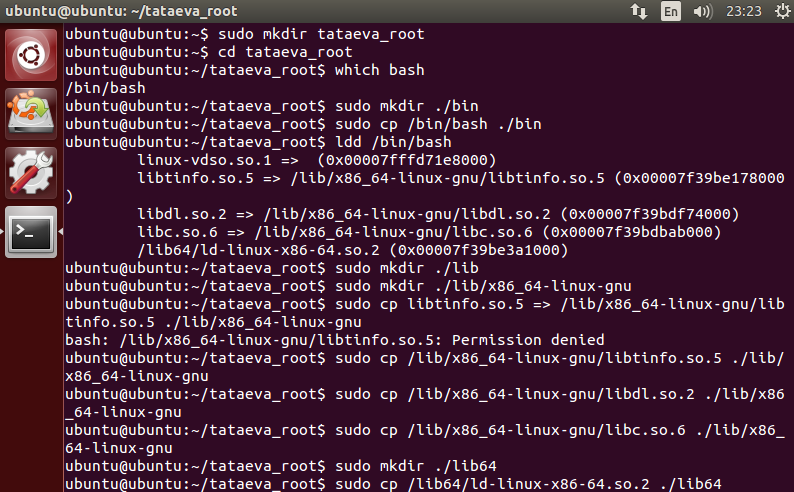 ubuntu@ubuntu: ~/tataeva_root
En
23:23
ubuntu@ubuntu:~$ sudo mkdir tataeva_root
ubuntu@ubuntu:~$ cd tataeva_root
ubuntu@ubuntu:~/tataeva_root$ which bash
/bin/bash
ubuntu@ubuntu:~/tataeva_root$ sudo mkdir ./bin
ubuntu@ubuntu:~/tataeva_root$ sudo cp /bin/bash ./bin
ubuntu@ubuntu:~/tataeva_root$ ldd /bin/bash
linux-vdso.so.1 =>  (0x00007fffd71e8000)
libtinfo.so.5 => /lib/x86_64-linux-gnu/libtinfo.so.5 (0x00007f39be178000
)
libdl.so.2 => /lib/x86_64-linux-gnu/libdl.so.2 (0x00007f39bdf74000)
libc.so.6 => /lib/x86_64-linux-gnu/libc.so.6 (0x00007f39bdbab000)
/lib64/ld-linux-x86-64.so.2 (0x00007f39be3a1000)
ubuntu@ubuntu:~/tataeva_root$ sudo mkdir ./lib
ubuntu@ubuntu:~/tataeva_root$ sudo mkdir ./lib/x86_64-linux-gnu
ubuntu@ubuntu:~/tataeva_root$ sudo cp libtinfo.so.5 => /lib/x86_64-linux-gnu/lib
tinfo.so.5 ./lib/x86_64-linux-gnu
bash: /lib/x86_64-linux-gnu/libtinfo.so.5: Permission denied
ubuntu@ubuntu:~/tataeva_root$ sudo cp /lib/x86_64-linux-gnu/libtinfo.so.5 ./lib/
x86_64-linux-gnu
ubuntu@ubuntu:~/tataeva_root$ sudo cp /lib/x86_64-linux-gnu/libdl.so.2 ./lib/x86
_64-linux-gnu
ubuntu@ubuntu:~/tataeva_root$ sudo cp /lib/x86_64-linux-gnu/libc.so.6 ./lib/x86_
64-linux-gnu
ubuntu@ubuntu:~/tataeva_root$ sudo mkdir ./lib64
ubuntu@ubuntu:~/tataeva_root$ sudo cp /lib64/ld-linux-x86-64.so.2 ./lib64